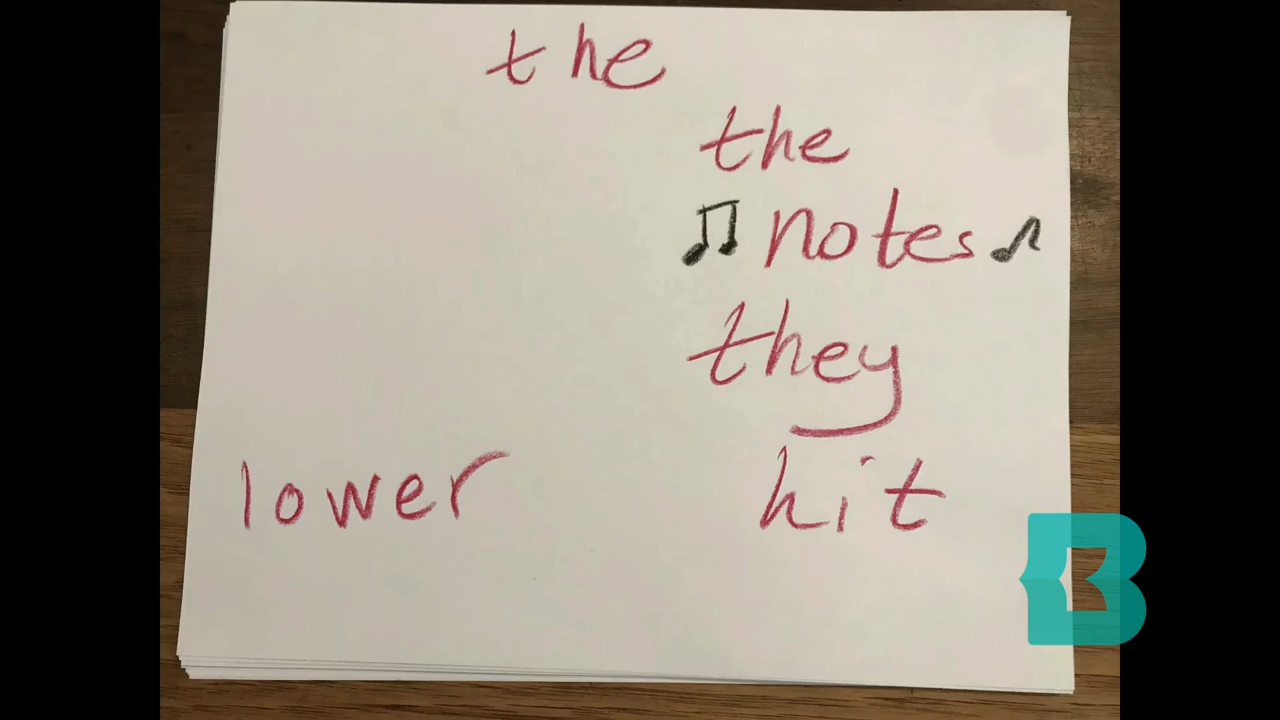 the
the
notes
they
lower hit
B